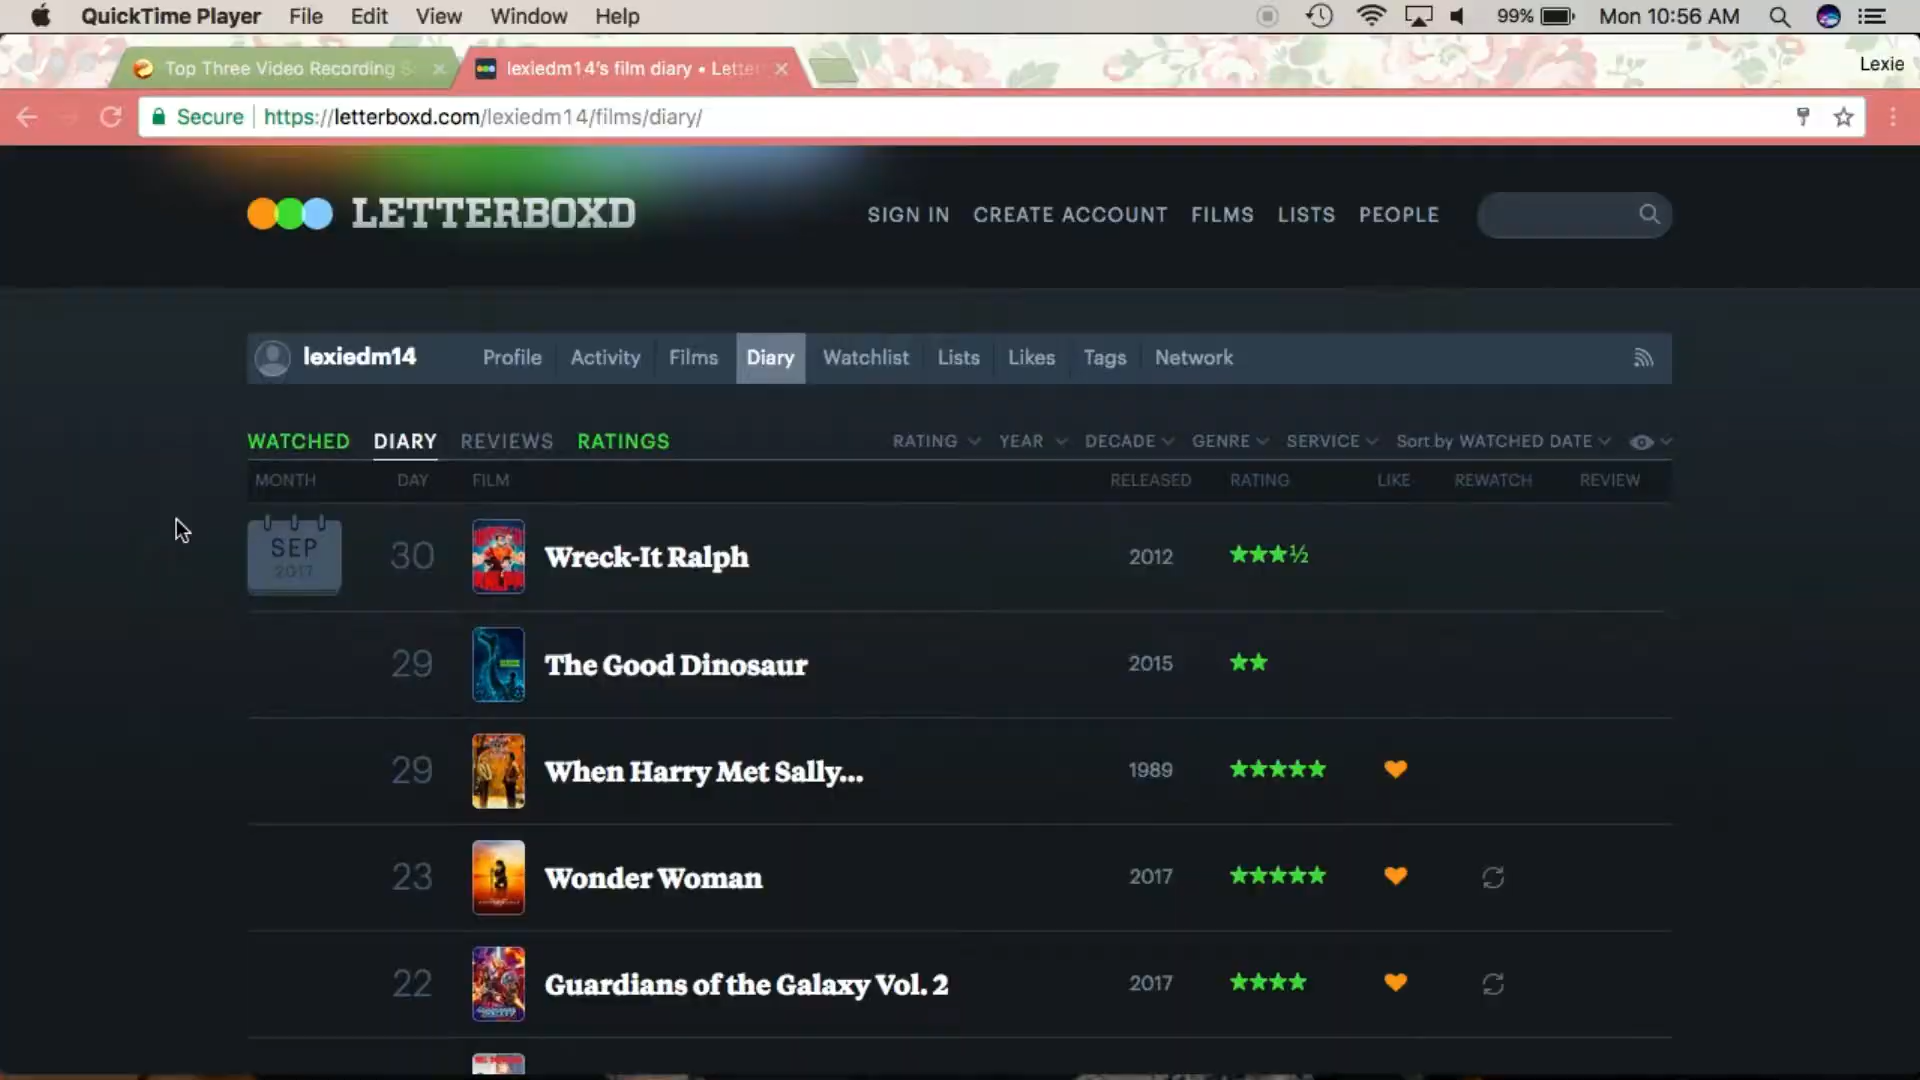 QuickTime Player File Edit View Window Help 99% Mon 10:56 AM
Top Three Video Recording S lexiedm14's film diary • Letter Lexie
Secure https://letterboxd.com/lexiedm14/films/diary/
LETTERBOXD SIGN IN CREATE ACCOUNT FILMS LISTS PEOPLE
lexiedm14 Profile Activity Films Diary Watchlist Lists Likes Tags Network
WATCHED DIARY REVIEWS RATINGS RATING YEAR DECADE GENRE SERVICE Sort by WATCHED DATE
MONTH DAY FILM RELEASED RATING LIKE REWATCH REVIEW
SEP
2017
30 Wreck-It Ralph 2012 ★★★½
29 The Good Dinosaur 2015 ★★
29 When Harry Met Sally... 1989 ★★★★★
23 Wonder Woman 2017 ★★★★★
22 Guardians of the Galaxy Vol. 2 2017 ★★★★